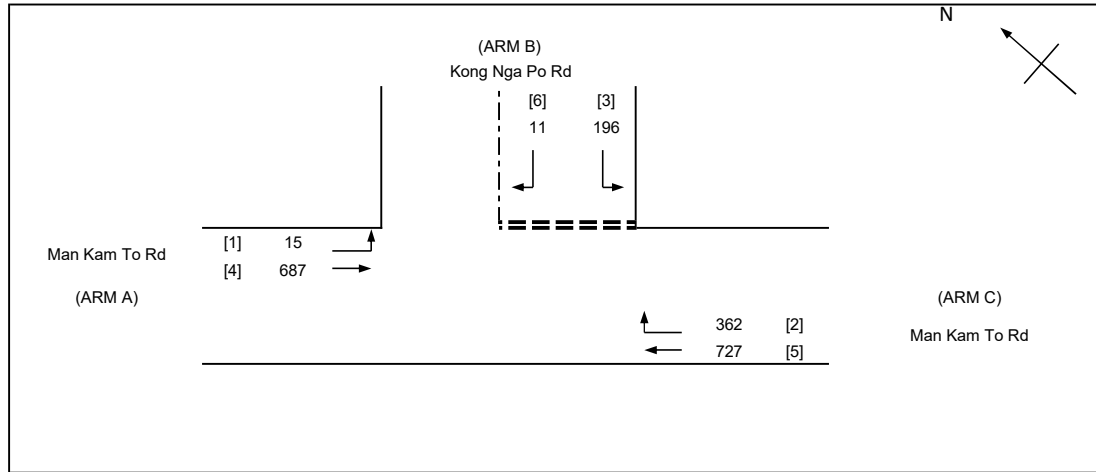 N
(ARM B)
Kong Nga Po Rd
[6] [3]
11 196
[1] 15
Man Kam To Rd
[4] 687
(ARM A)
(ARM C)
362 [2]
Man Kam To Rd
727 [5]